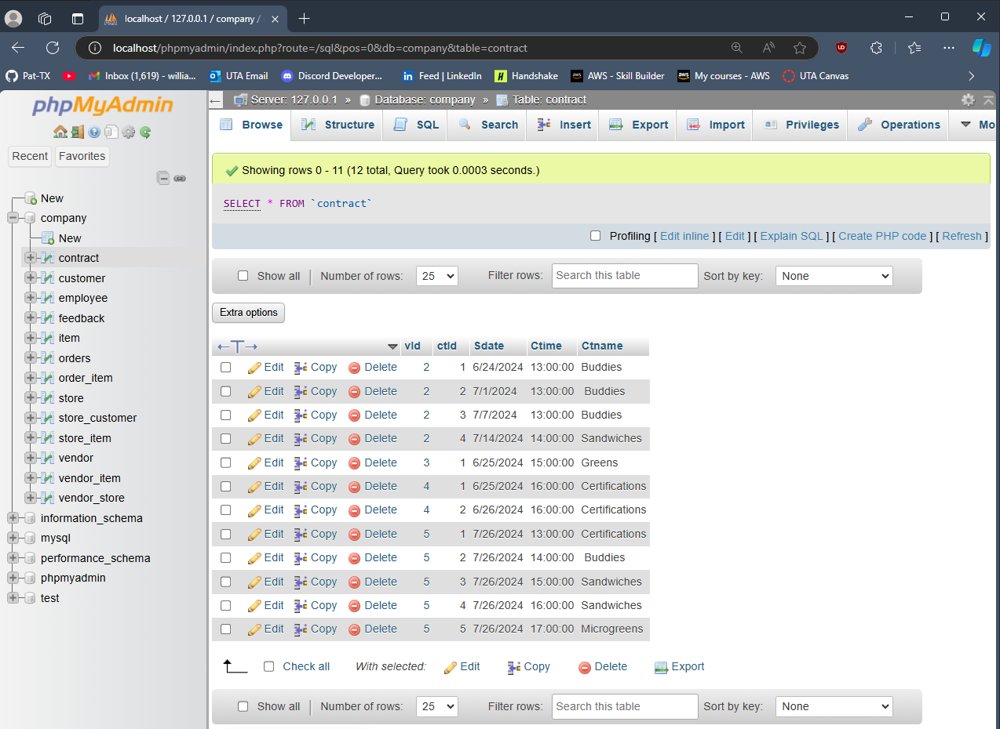 localhost / 127.0.0.1 / company /
localhost/phpmyadmin/index.php?route=/sql&pos=0&db=company&table=contract
Pat-TX Inbox (1,619) - willia... UTA Email Discord Developer... Feed | LinkedIn Handshake AWS - Skill Builder My courses - AWS UTA Canvas
phpMyAdmin
Recent Favorites
New
company
New
contract
customer
employee
feedback
item
orders
order_item
store
store_customer
store_item
vendor
vendor_item
vendor_store
information_schema
mysql
performance_schema
phpmyadmin
test
Server: 127.0.0.1 » Database: company » Table: contract
Browse Structure SQL Search Insert Export Import Privileges Operations Mo
Showing rows 0 - 11 (12 total, Query took 0.0003 seconds.)
SELECT * FROM `contract`
Profiling [ Edit inline ] [ Edit ] [ Explain SQL ] [ Create PHP code ] [ Refresh ]
Show all Number of rows: 25 Filter rows: Search this table Sort by key: None
Extra options
←T→ vId ctId Sdate Ctime Ctname
Edit Copy Delete 2 1 6/24/2024 13:00:00 Buddies
Edit Copy Delete 2 2 7/1/2024 13:00:00 Buddies
Edit Copy Delete 2 3 7/7/2024 13:00:00 Buddies
Edit Copy Delete 2 4 7/14/2024 14:00:00 Sandwiches
Edit Copy Delete 3 1 6/25/2024 15:00:00 Greens
Edit Copy Delete 4 1 6/25/2024 16:00:00 Certifications
Edit Copy Delete 4 2 6/26/2024 16:00:00 Certifications
Edit Copy Delete 5 1 7/26/2024 13:00:00 Certifications
Edit Copy Delete 5 2 7/26/2024 14:00:00 Buddies
Edit Copy Delete 5 3 7/26/2024 15:00:00 Sandwiches
Edit Copy Delete 5 4 7/26/2024 16:00:00 Sandwiches
Edit Copy Delete 5 5 7/26/2024 17:00:00 Microgreens
Check all With selected: Edit Copy Delete Export
Show all Number of rows: 25 Filter rows: Search this table Sort by key: None